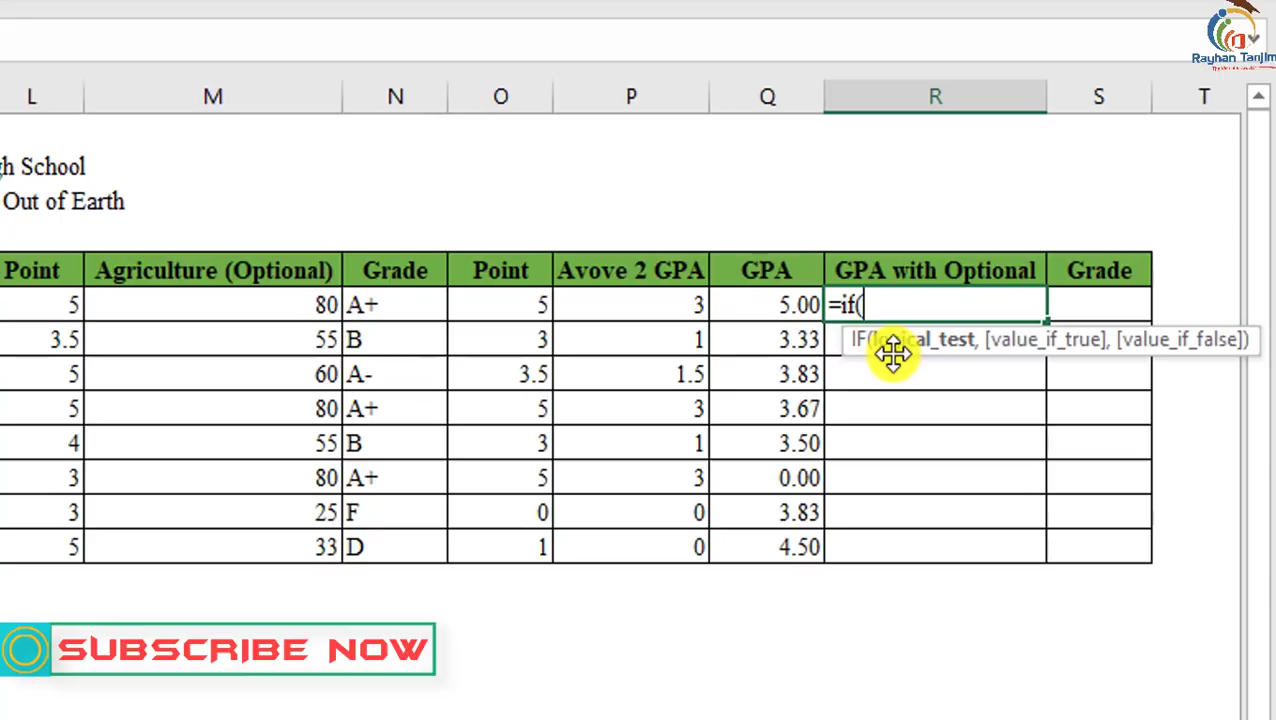 Rayhan Tanjim
L M N O P Q R S T
gh School
Out of Earth
Point Agriculture (Optional) Grade Point Avove 2 GPA GPA GPA with Optional Grade
5 80 A+ 5 3 5.00 =if(
3.5 55 B 3 1 3.33 IF(logical_test, [value_if_true], [value_if_false])
5 60 A- 3.5 1.5 3.83
5 80 A+ 5 3 3.67
4 55 B 3 1 3.50
3 80 A+ 5 3 0.00
3 25 F 0 0 3.83
5 33 D 1 0 4.50
SUBSCRIBE NOW